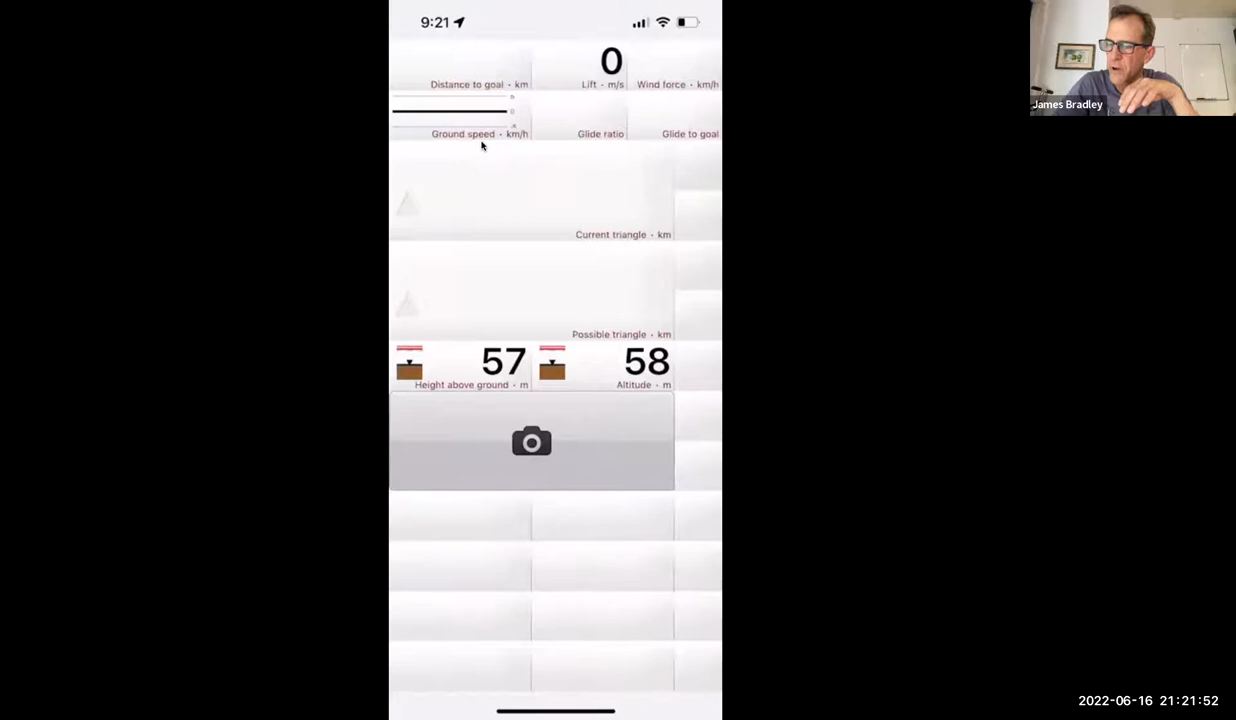 9:21
0
Distance to goal · km Lift · m/s Wind force · km/h
0
Ground speed · km/h Glide ratio Glide to goal
Current triangle · km
Possible triangle · km
57 58
Height above ground · m Altitude · m
James Bradley
2022-06-16 21:21:52